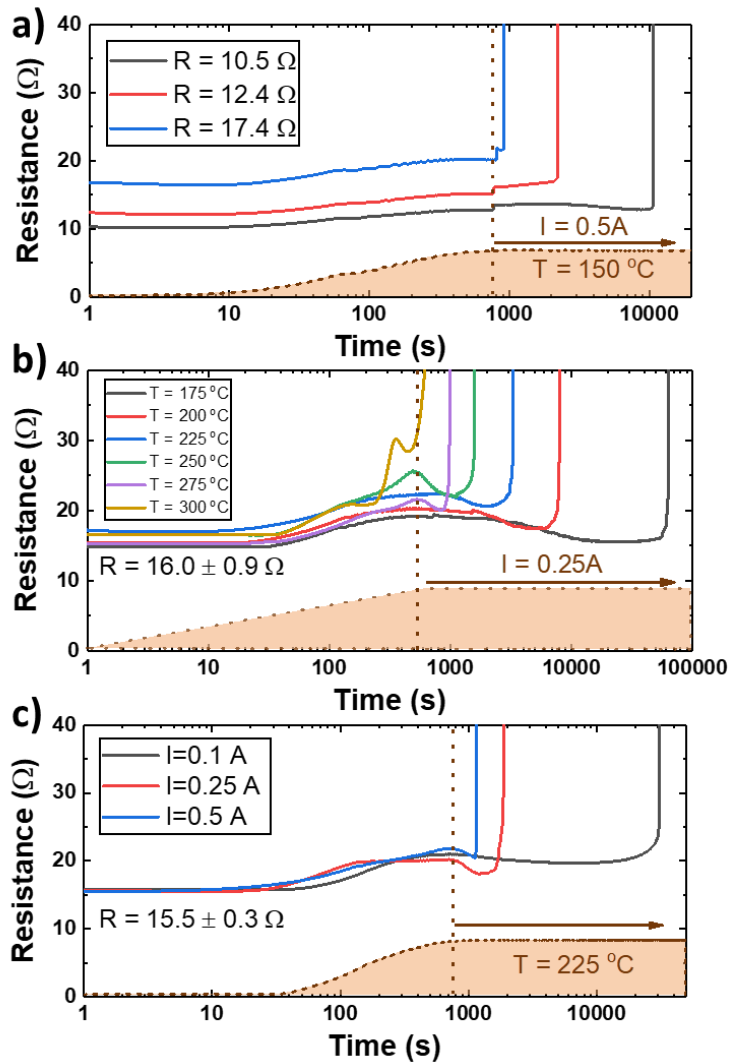 a)
40
30
20
10
0
Resistance (Ω)
R = 10.5 Ω
R = 12.4 Ω
R = 17.4 Ω
I = 0.5A
T = 150 °C
1 10 100 1000 10000
Time (s)
b)
40
30
20
10
0
Resistance (Ω)
T = 175 °C
T = 200 °C
T = 225 °C
T = 250 °C
T = 275 °C
T = 300 °C
R = 16.0 ± 0.9 Ω
I = 0.25A
1 10 100 1000 10000 100000
Time (s)
c)
40
30
20
10
0
Resistance (Ω)
I=0.1 A
I=0.25 A
I=0.5 A
R = 15.5 ± 0.3 Ω
T = 225 °C
1 10 100 1000 10000
Time (s)